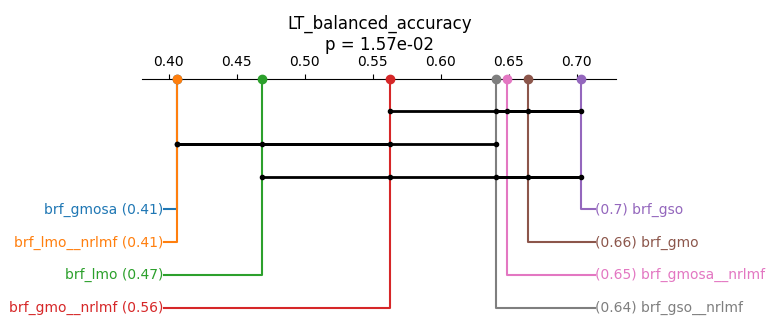 LT_balanced_accuracy
p = 1.57e-02
0.40 0.45 0.50 0.55 0.60 0.65 0.70
brf_gmosa (0.41) (0.7) brf_gso
brf_lmo__nrlmf (0.41) (0.66) brf_gmo
brf_lmo (0.47) (0.65) brf_gmosa__nrlmf
brf_gmo__nrlmf (0.56) (0.64) brf_gso__nrlmf